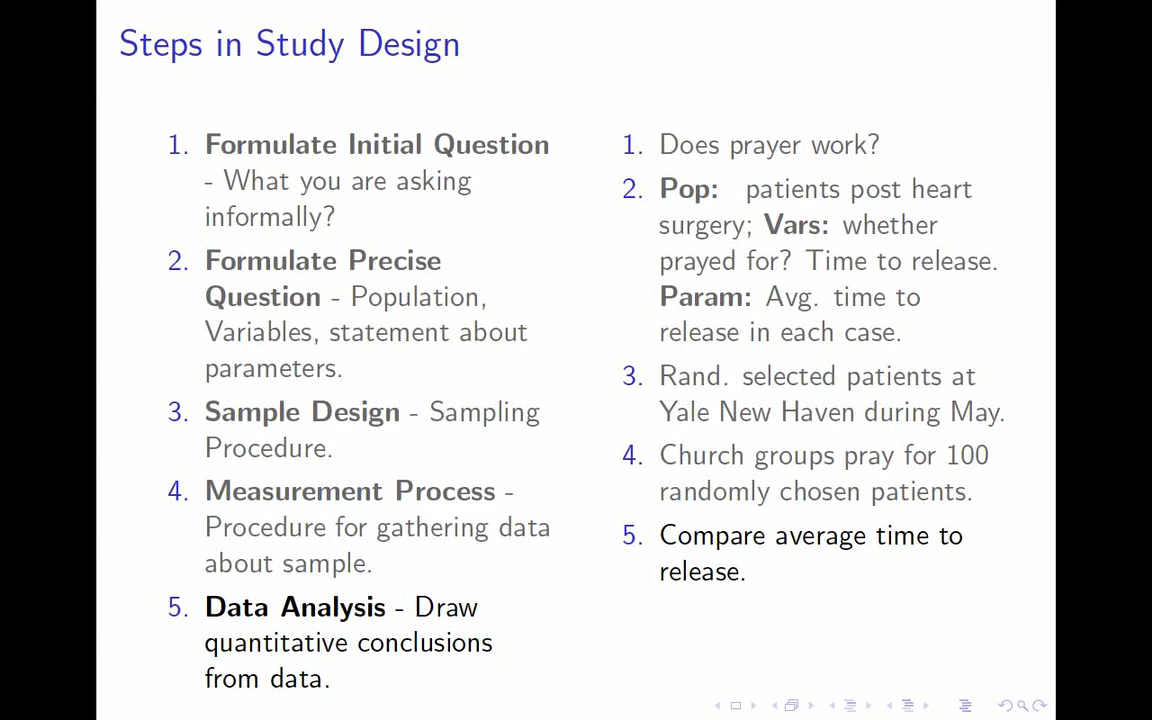 Steps in Study Design
1. Formulate Initial Question
- What you are asking
informally?
2. Formulate Precise
Question - Population,
Variables, statement about
parameters.
3. Sample Design - Sampling
Procedure.
4. Measurement Process -
Procedure for gathering data
about sample.
5. Data Analysis - Draw
quantitative conclusions
from data.
1. Does prayer work?
2. Pop: patients post heart
surgery; Vars: whether
prayed for? Time to release.
Param: Avg. time to
release in each case.
3. Rand. selected patients at
Yale New Haven during May.
4. Church groups pray for 100
randomly chosen patients.
5. Compare average time to
release.